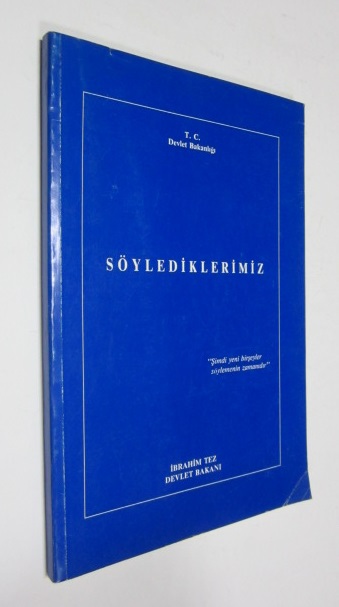 T. C.
Devlet Bakanlığı
SÖYLEDİKLERİMİZ
"Şimdi yeni birşeyler
söylemenin zamanıdır"
İBRAHİM TEZ
DEVLET BAKANI